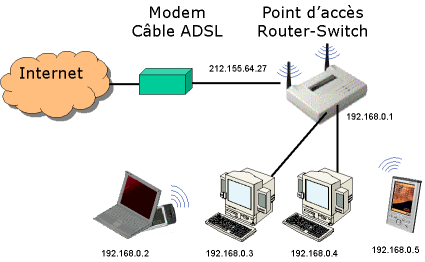 Modem
Câble ADSL
Point d'accès
Router-Switch
Internet
212.155.64.27
192.168.0.1
192.168.0.2
192.168.0.3
192.168.0.4
192.168.0.5